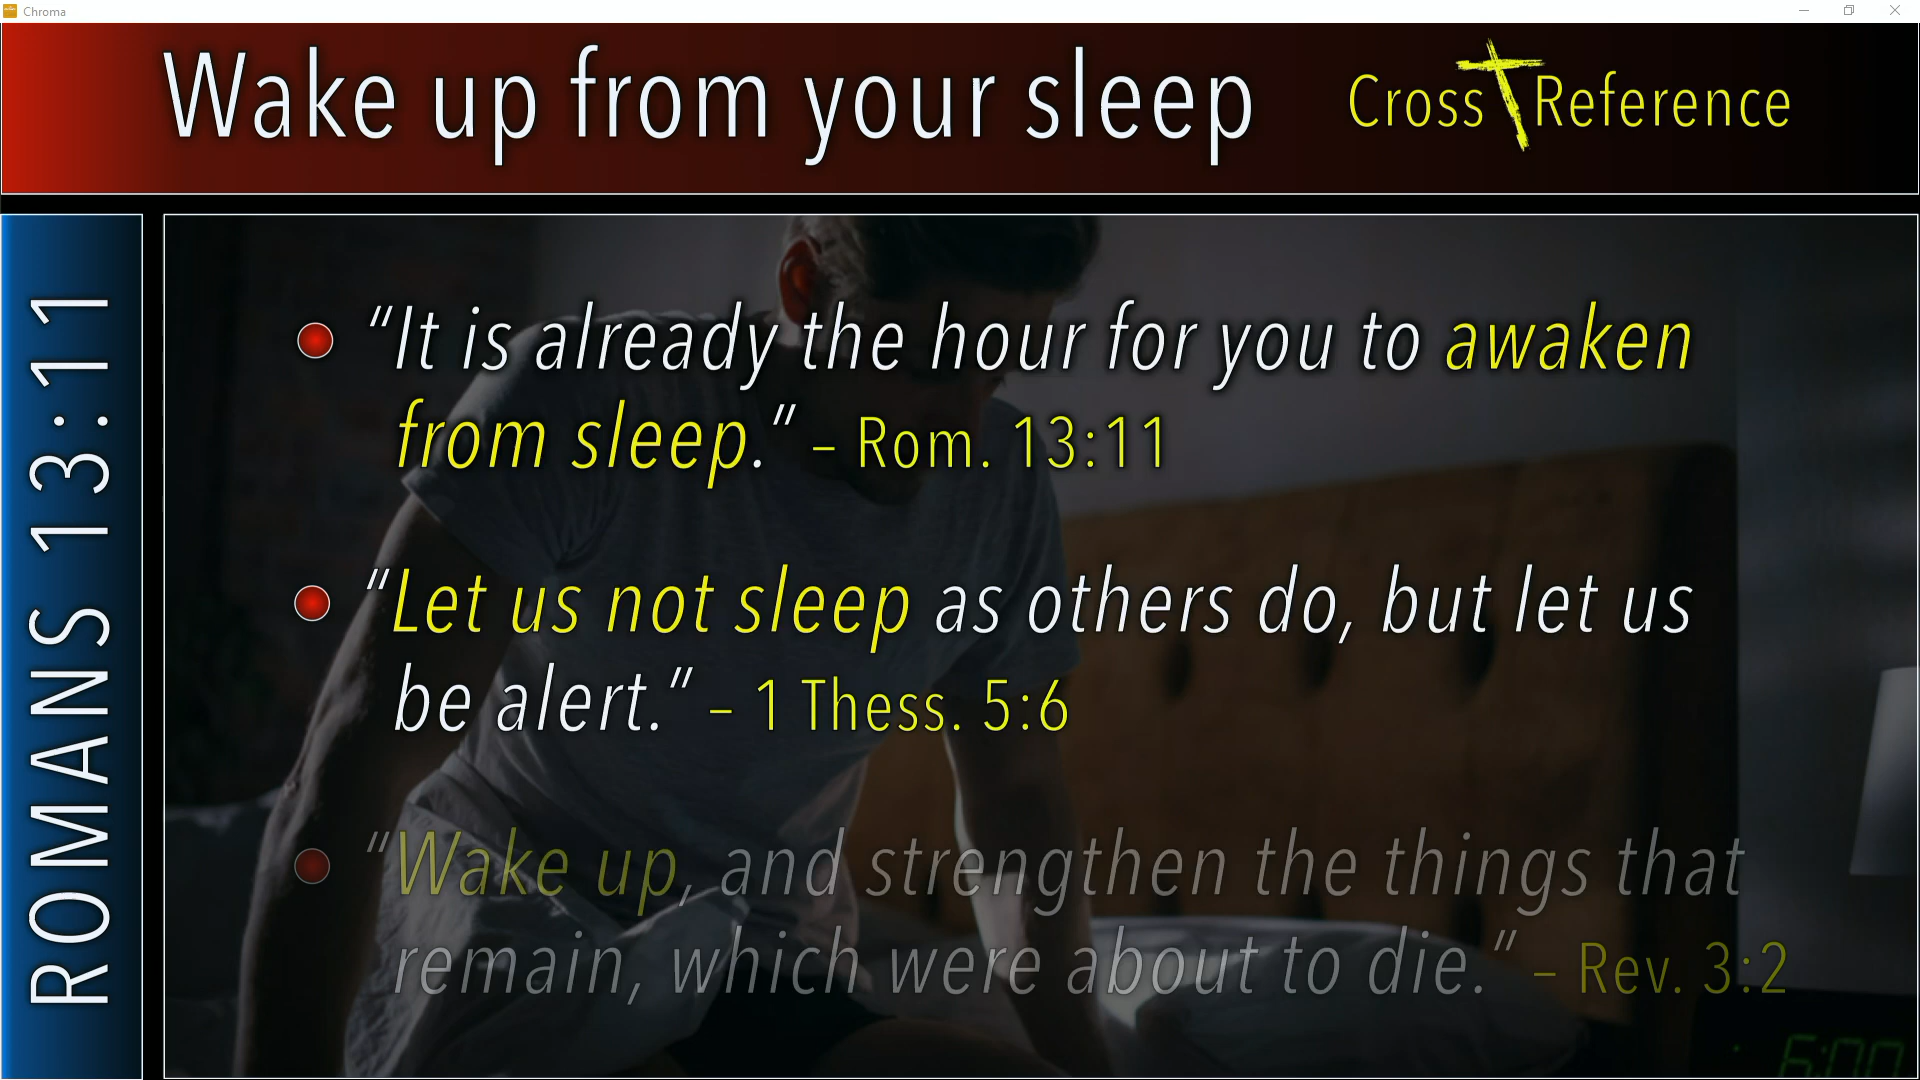 Chroma
Wake up from your sleep
Cross Reference
ROMANS 13:11
“It is already the hour for you to awaken
from sleep.” – Rom. 13:11
“Let us not sleep as others do, but let us
be alert.” – 1 Thess. 5:6
“Wake up, and strengthen the things that
remain, which were about to die.” – Rev. 3:2
6:00